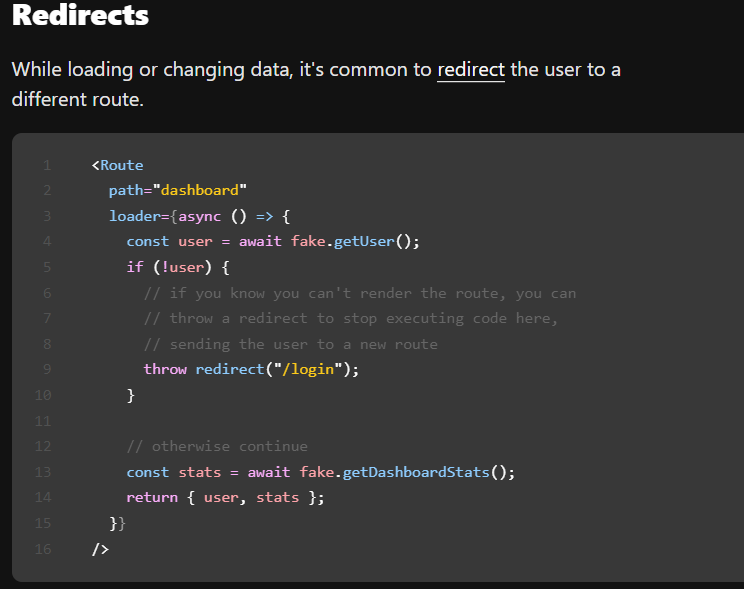 Redirects
While loading or changing data, it's common to redirect the user to a
different route.
1 <Route
2 path="dashboard"
3 loader={async () => {
4 const user = await fake.getUser();
5 if (!user) {
6 // if you know you can't render the route, you can
7 // throw a redirect to stop executing code here,
8 // sending the user to a new route
9 throw redirect("/login");
10 }
11
12 // otherwise continue
13 const stats = await fake.getDashboardStats();
14 return { user, stats };
15 }}
16 />